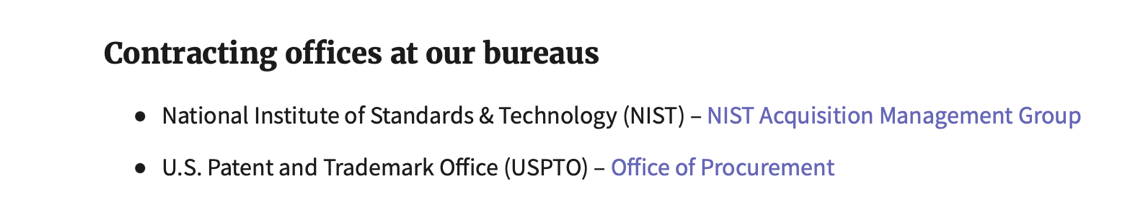 Contracting offices at our bureaus
● National Institute of Standards & Technology (NIST) – NIST Acquisition Management Group
● U.S. Patent and Trademark Office (USPTO) – Office of Procurement